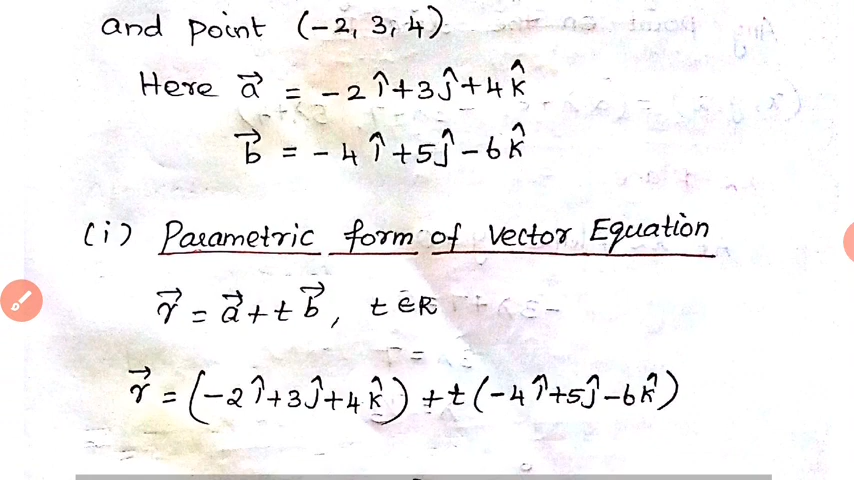 and point (-2, 3, 4)
Here a⃗ = -2î+3ĵ+4k̂
b⃗ = -4î+5ĵ-6k̂
(i) Parametric form of Vector Equation
r⃗ = a⃗ + t b⃗, t∈R
r⃗ = (-2î+3ĵ+4k̂) + t(-4î+5ĵ-6k̂)